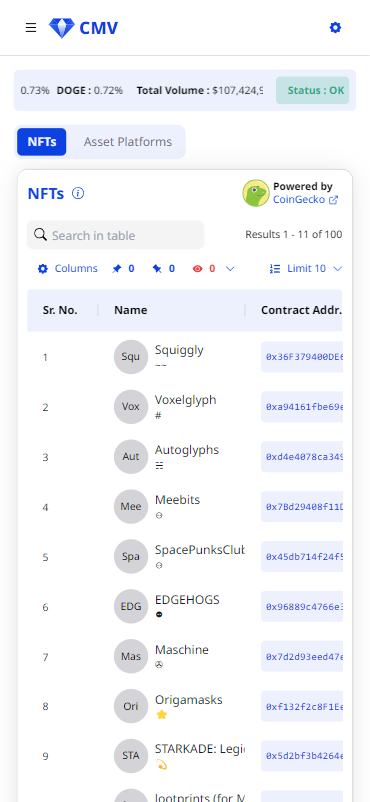 CMV
0.73% DOGE : 0.72% Total Volume : $107,424,5
Status : OK
NFTs
Asset Platforms
NFTs
Powered by
CoinGecko
Search in table
Results 1 - 11 of 100
Columns 0 0 0 Limit 10
Sr. No. Name Contract Addr.
1 Squ Squiggly 0x36F379400DE6
~~
2 Vox Voxelglyph 0xa94161fbe69e
#
3 Aut Autoglyphs 0xd4e4078ca349
☵
4 Mee Meebits 0x7Bd29408f11D
⚇
5 Spa SpacePunksClub 0x45db714f24f5
⚇
6 EDG EDGEHOGS 0x96889c4766e3
7 Mas Maschine 0x7d2d93eed47e
✇
8 Ori Origamasks 0xf132f2c8F1Ee
⭐
9 STA STARKADE: Legi 0x5d2bf3b4264e
💫
lootprints (for M